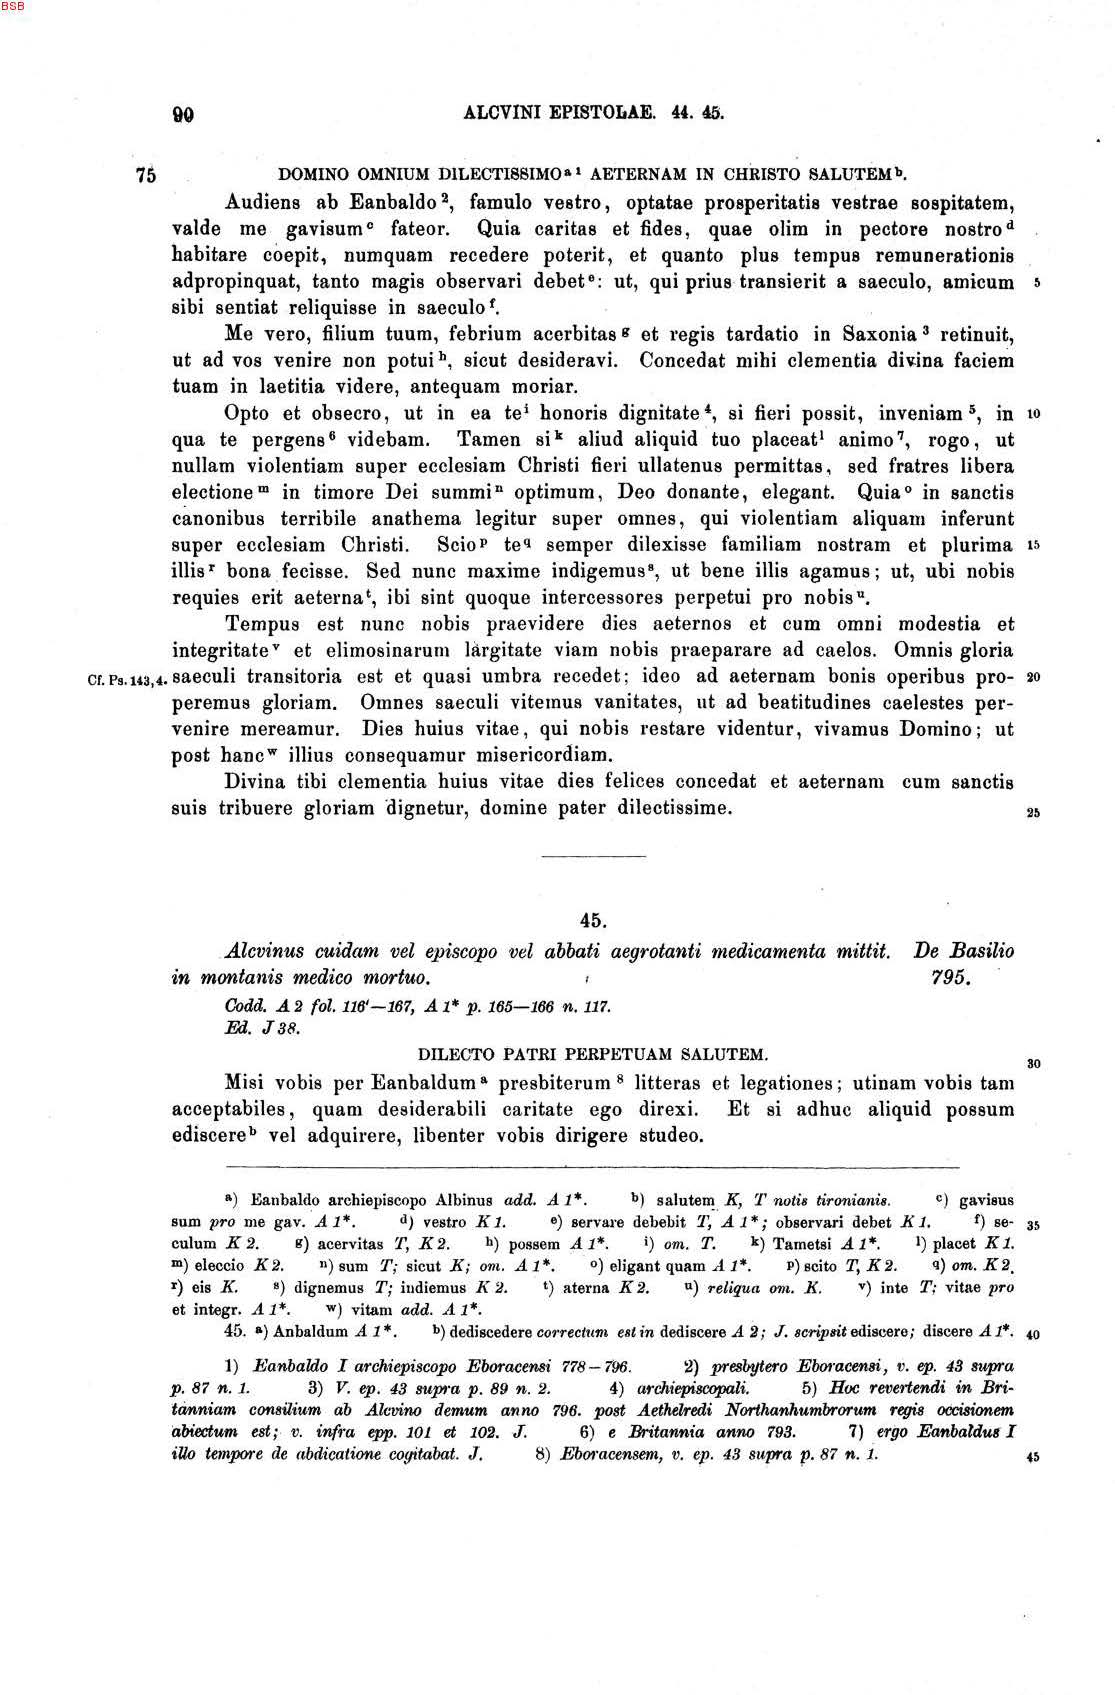 BSB
90 ALCVINI EPISTOLAE. 44. 45.
75 DOMINO OMNIUM DILECTISSIMO a 1 AETERNAM IN CHRISTO SALUTEM b.
Audiens ab Eanbaldo 2, famulo vestro, optatae prosperitatis vestrae sospitatem,
valde me gavisum c fateor. Quia caritas et fides, quae olim in pectore nostro d
habitare coepit, numquam recedere poterit, et quanto plus tempus remunerationis
adpropinquat, tanto magis observari debet e: ut, qui prius transierit a saeculo, amicum 5
sibi sentiat reliquisse in saeculo f.
Me vero, filium tuum, febrium acerbitas g et regis tardatio in Saxonia 3 retinuit,
ut ad vos venire non potui h, sicut desideravi. Concedat mihi clementia divina faciem
tuam in laetitia videre, antequam moriar.
Opto et obsecro, ut in ea te i honoris dignitate 4, si fieri possit, inveniam 5, in 10
qua te pergens 6 videbam. Tamen si k aliud aliquid tuo placeat l animo 7, rogo, ut
nullam violentiam super ecclesiam Christi fieri ullatenus permittas, sed fratres libera
electione m in timore Dei summi n optimum, Deo donante, elegant. Quia o in sanctis
canonibus terribile anathema legitur super omnes, qui violentiam aliquam inferunt
super ecclesiam Christi. Scio p te q semper dilexisse familiam nostram et plurima 15
illis r bona fecisse. Sed nunc maxime indigemus s, ut bene illis agamus; ut, ubi nobis
requies erit aeterna t, ibi sint quoque intercessores perpetui pro nobis u.
Tempus est nunc nobis praevidere dies aeternos et cum omni modestia et
integritate v et elimosinarum largitate viam nobis praeparare ad caelos. Omnis gloria
Cf. Ps. 143,4. saeculi transitoria est et quasi umbra recedet; ideo ad aeternam bonis operibus pro- 20
peremus gloriam. Omnes saeculi vitemus vanitates, ut ad beatitudines caelestes per-
venire mereamur. Dies huius vitae, qui nobis restare videntur, vivamus Domino; ut
post hanc w illius consequamur misericordiam.
Divina tibi clementia huius vitae dies felices concedat et aeternam cum sanctis
suis tribuere gloriam dignetur, domine pater dilectissime. 25
45.
Alcvinus cuidam vel episcopo vel abbati aegrotanti medicamenta mittit. De Basilio
in montanis medico mortuo. 795.
Codd. A 2 fol. 116'—167, A 1* p. 165—166 n. 117.
Ed. J 38.
DILECTO PATRI PERPETUAM SALUTEM. 30
Misi vobis per Eanbaldum a presbiterum 8 litteras et legationes; utinam vobis tam
acceptabiles, quam desiderabili caritate ego direxi. Et si adhuc aliquid possum
ediscere b vel adquirere, libenter vobis dirigere studeo.
a) Eanbaldo archiepiscopo Albinus add. A 1*. b) salutem K, T notis tironianis. c) gavisus
sum pro me gav. A 1*. d) vestro K 1. e) servare debebit T, A 1*; observari debet K 1. f) se- 35
culum K 2. g) acervitas T, K 2. h) possem A 1*. i) om. T. k) Tametsi A 1*. l) placet K 1.
m) eleccio K 2. n) sum T; sicut K; om. A 1*. o) eligant quam A 1*. p) scito T, K 2. q) om. K 2.
r) eis K. s) dignemus T; indiemus K 2. t) aterna K 2. u) reliqua om. K. v) inte T; vitae pro
et integr. A 1*. w) vitam add. A 1*.
45. a) Anbaldum A 1*. b) dediscedere correctum est in dediscere A 2; J. scripsit ediscere; discere A 1*. 40
1) Eanbaldo I archiepiscopo Eboracensi 778—796. 2) presbytero Eboracensi, v. ep. 43 supra
p. 87 n. 1. 3) V. ep. 43 supra p. 89 n. 2. 4) archiepiscopali. 5) Hoc revertendi in Bri-
tanniam consilium ab Alcvino demum anno 796. post Aethelredi Northanhumbrorum regis occisionem
abiectum est; v. infra epp. 101 et 102. J. 6) e Britannia anno 793. 7) ergo Eanbaldus I
illo tempore de abdicatione cogitabat. J. 8) Eboracensem, v. ep. 43 supra p. 87 n. 1. 45